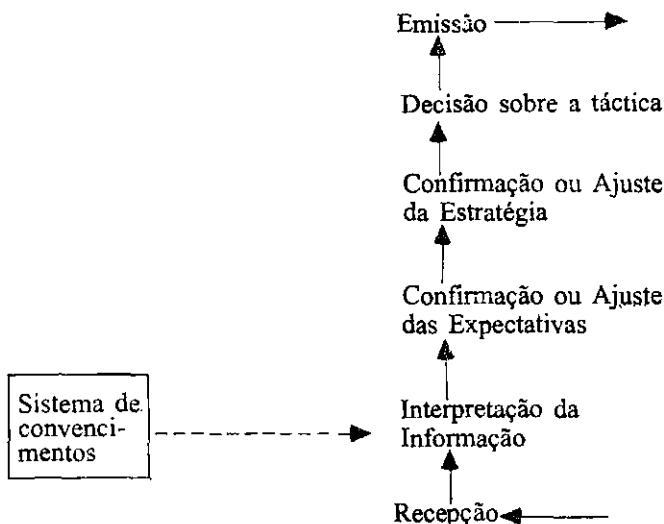 Emissão
Decisão sobre a táctica
Confirmação ou Ajuste
da Estratégia
Confirmação ou Ajuste
das Expectativas
Sistema de
convenci-
mentos
Interpretação da
Informação
Recepção